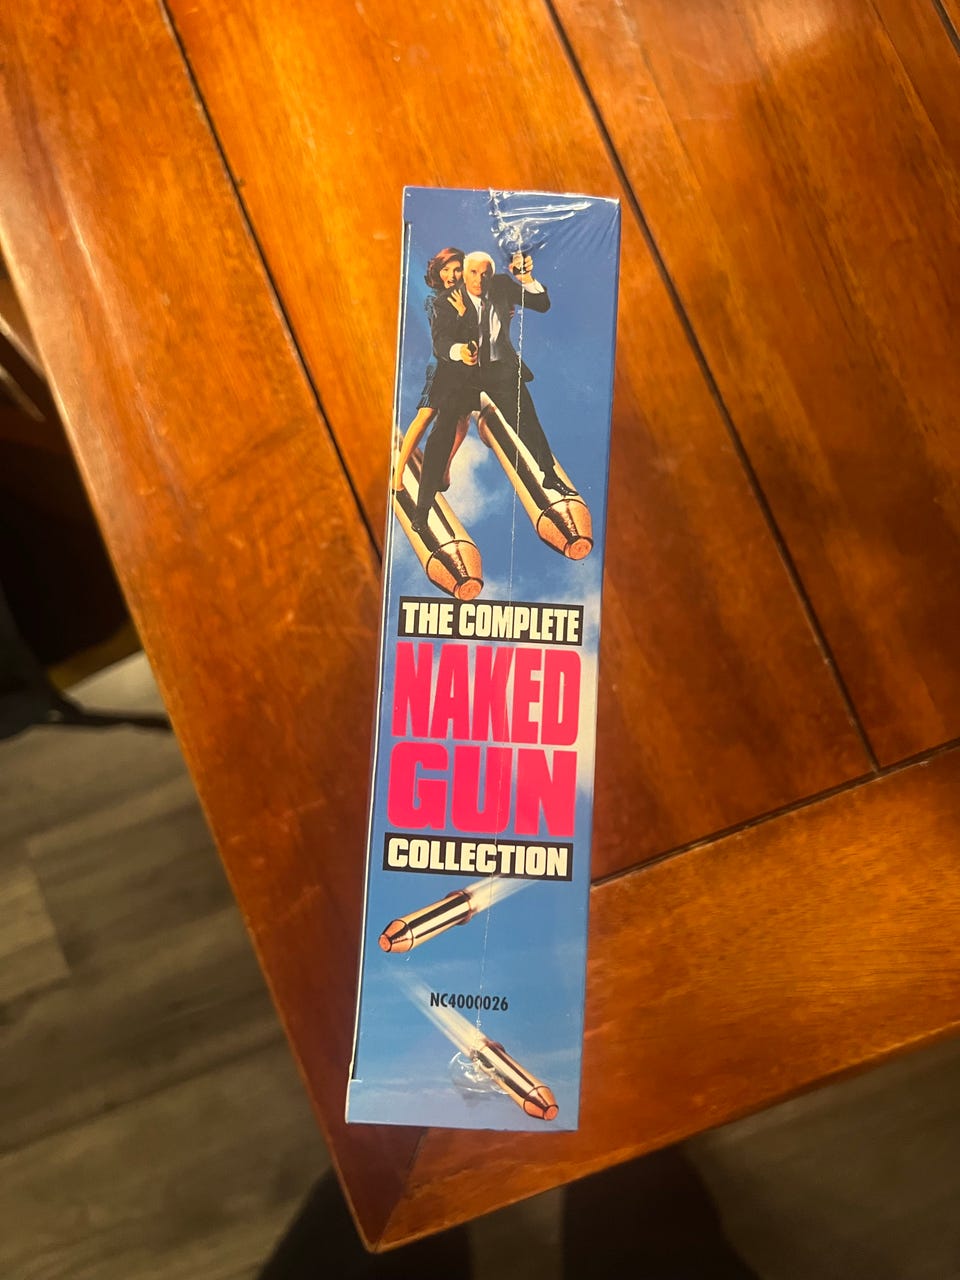 THE COMPLETE
NAKED
GUN
COLLECTION
NC4000026